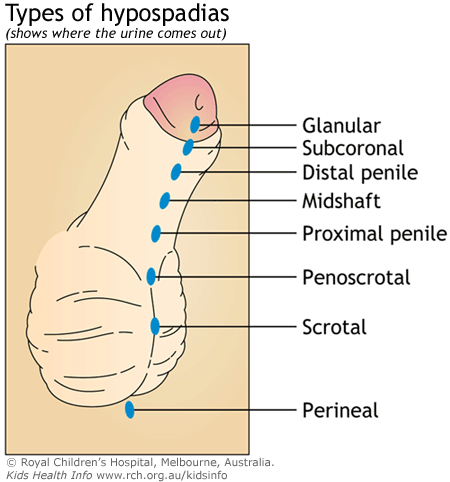 Types of hypospadias
(shows where the urine comes out)
Glanular
Subcoronal
Distal penile
Midshaft
Proximal penile
Penoscrotal
Scrotal
Perineal
© Royal Children's Hospital, Melbourne, Australia.
Kids Health Info www.rch.org.au/kidsinfo